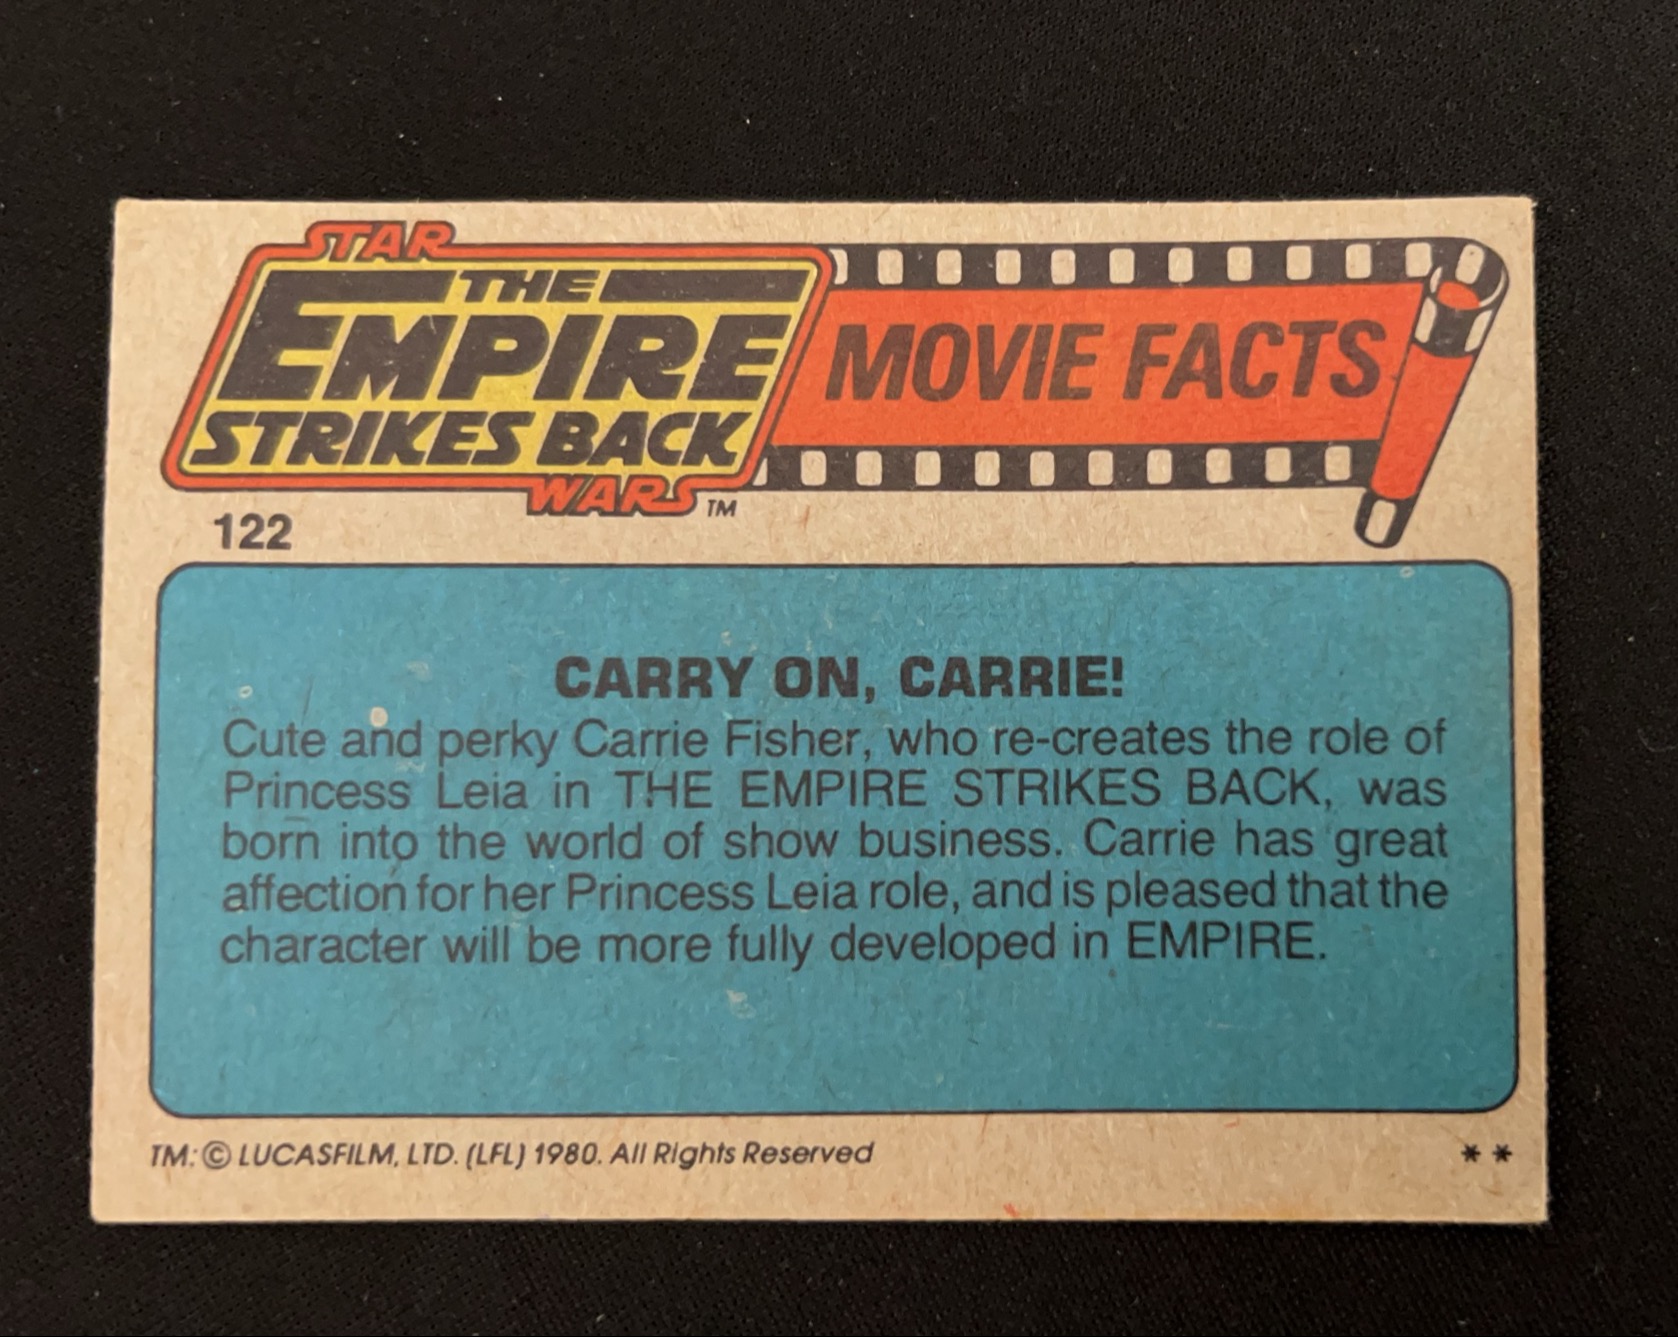 STAR
THE
EMPIRE
STRIKES BACK
WARS TM
MOVIE FACTS
122
CARRY ON, CARRIE!
Cute and perky Carrie Fisher, who re-creates the role of
Princess Leia in THE EMPIRE STRIKES BACK, was
born into the world of show business. Carrie has great
affection for her Princess Leia role, and is pleased that the
character will be more fully developed in EMPIRE.
TM: © LUCASFILM, LTD. (LFL) 1980. All Rights Reserved
* *